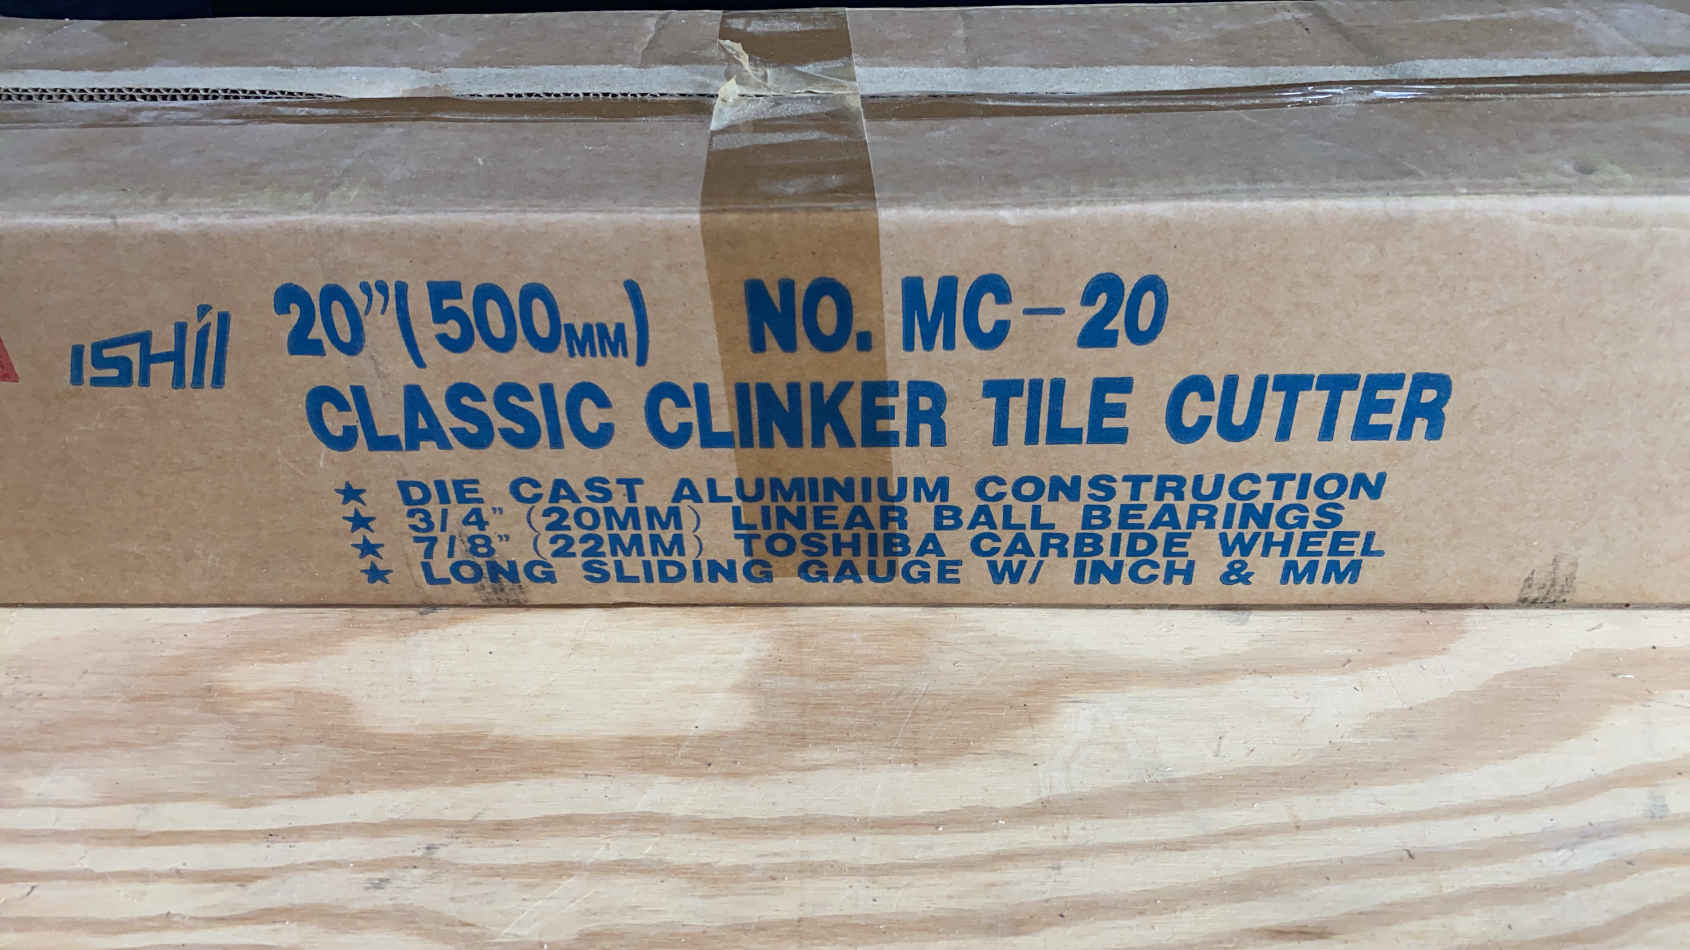 ISHII
20”(500MM) NO. MC-20
CLASSIC CLINKER TILE CUTTER
★ DIE CAST ALUMINIUM CONSTRUCTION
★ 3/4” (20MM) LINEAR BALL BEARINGS
★ 7/8” (22MM) TOSHIBA CARBIDE WHEEL
★ LONG SLIDING GAUGE W/ INCH & MM